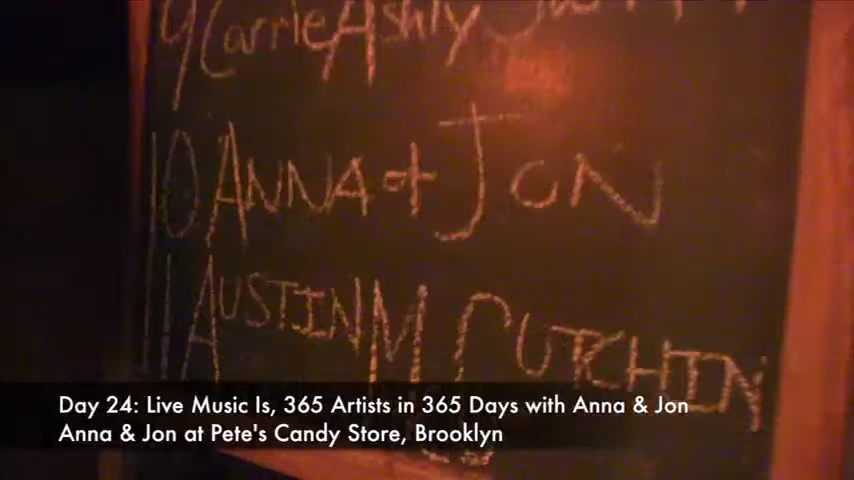 9 Carrie Ashly
10 ANNA & JON
11 AUSTIN MCCUTCHIN
Day 24: Live Music Is, 365 Artists in 365 Days with Anna & Jon
Anna & Jon at Pete's Candy Store, Brooklyn